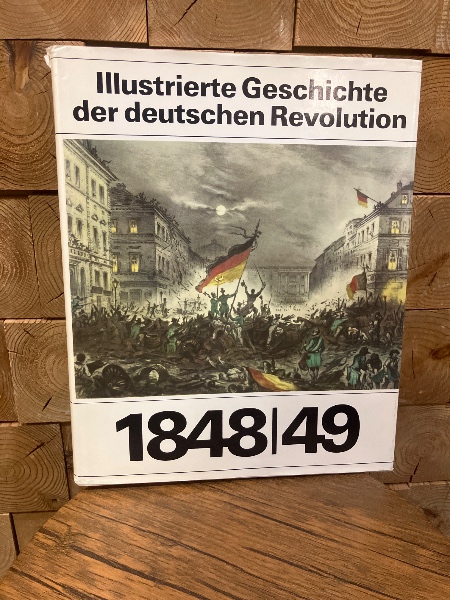 Illustrierte Geschichte
der deutschen Revolution
1848|49